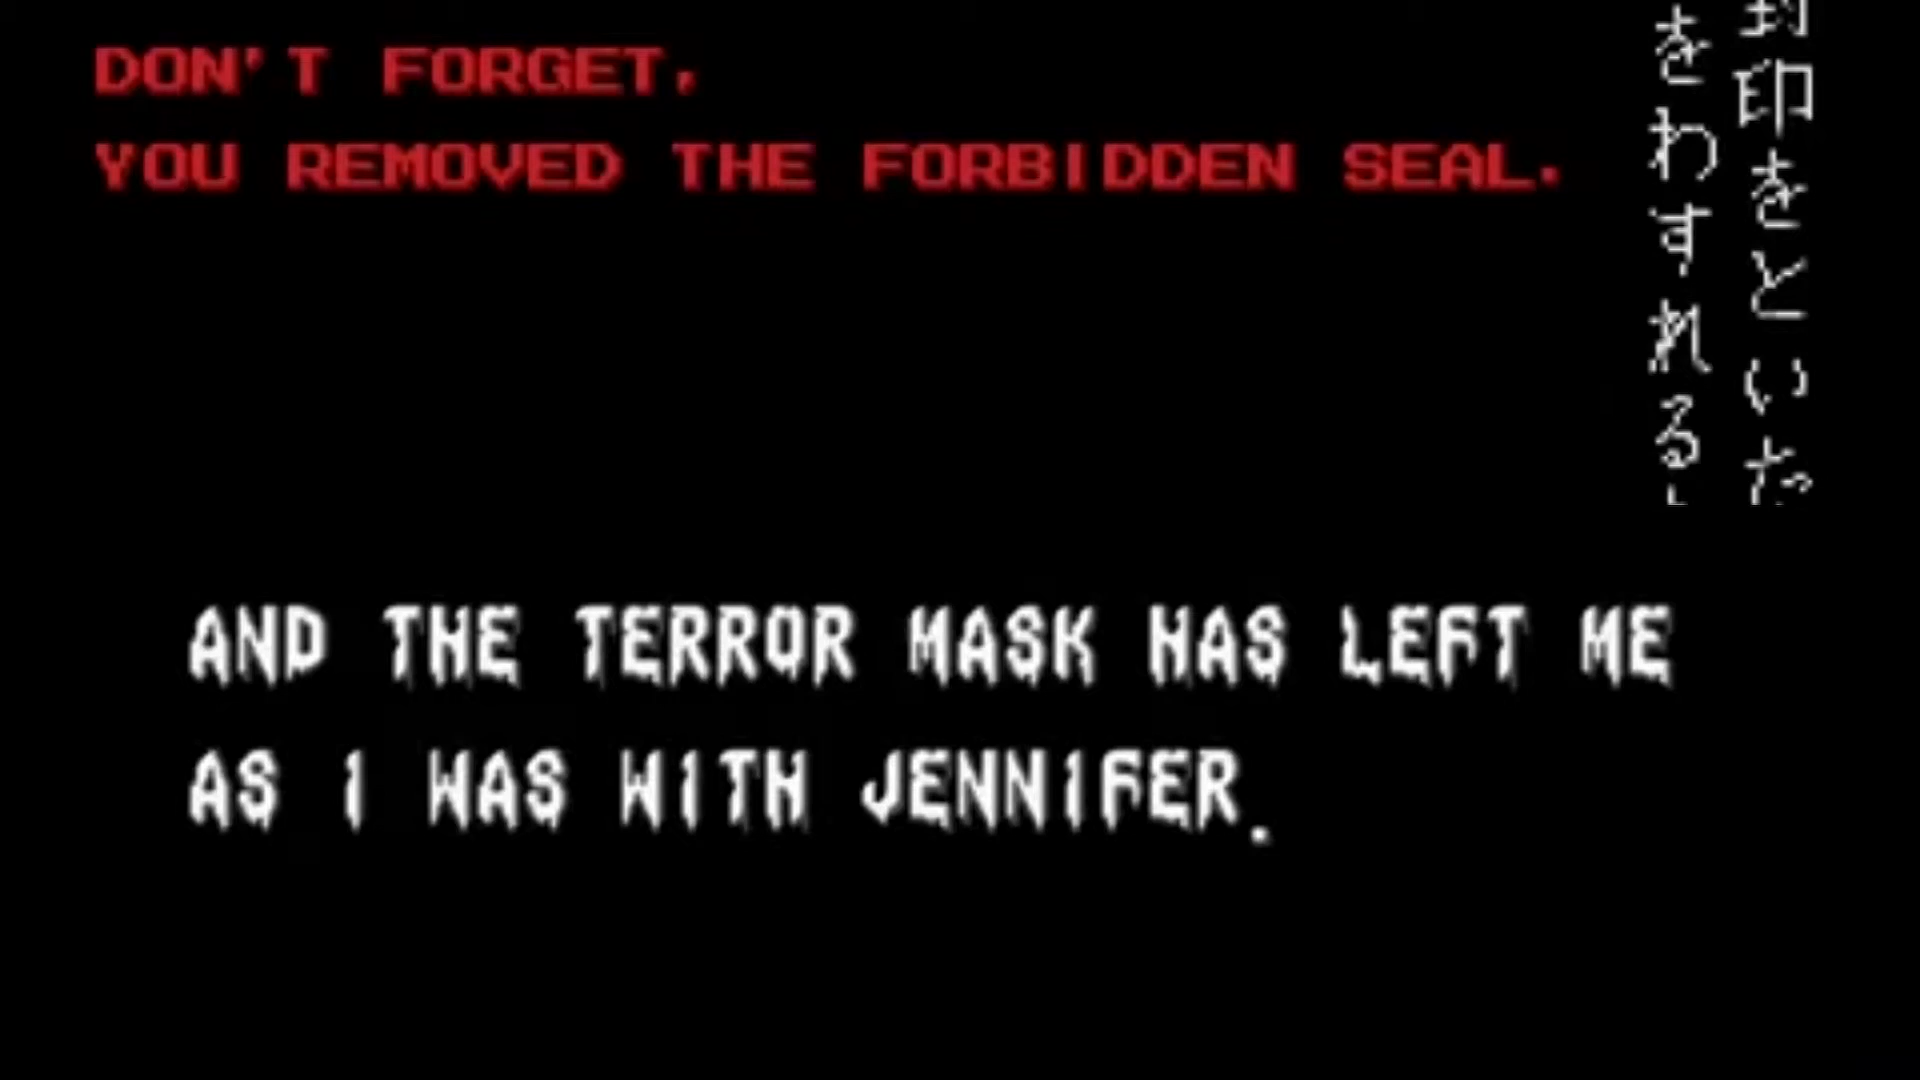 DON'T FORGET,
YOU REMOVED THE FORBIDDEN SEAL.
封印をといた
をわすれる
AND THE TERROR MASK HAS LEFT ME
AS I WAS WITH JENNIFER.